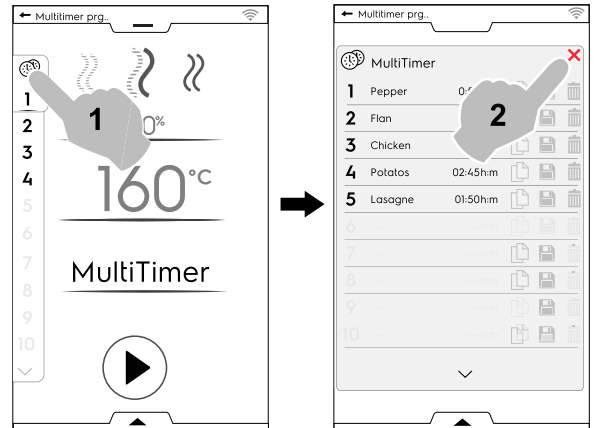 Multitimer prg..
1
2
3
4
5
6
7
8
9
10
1
%
160°C
MultiTimer
Multitimer prg..
MultiTimer
2
1 Pepper
2 Flan
3 Chicken
4 Potatos 02:45h:m
5 Lasagne 01:50h:m
6
7
8
9
10